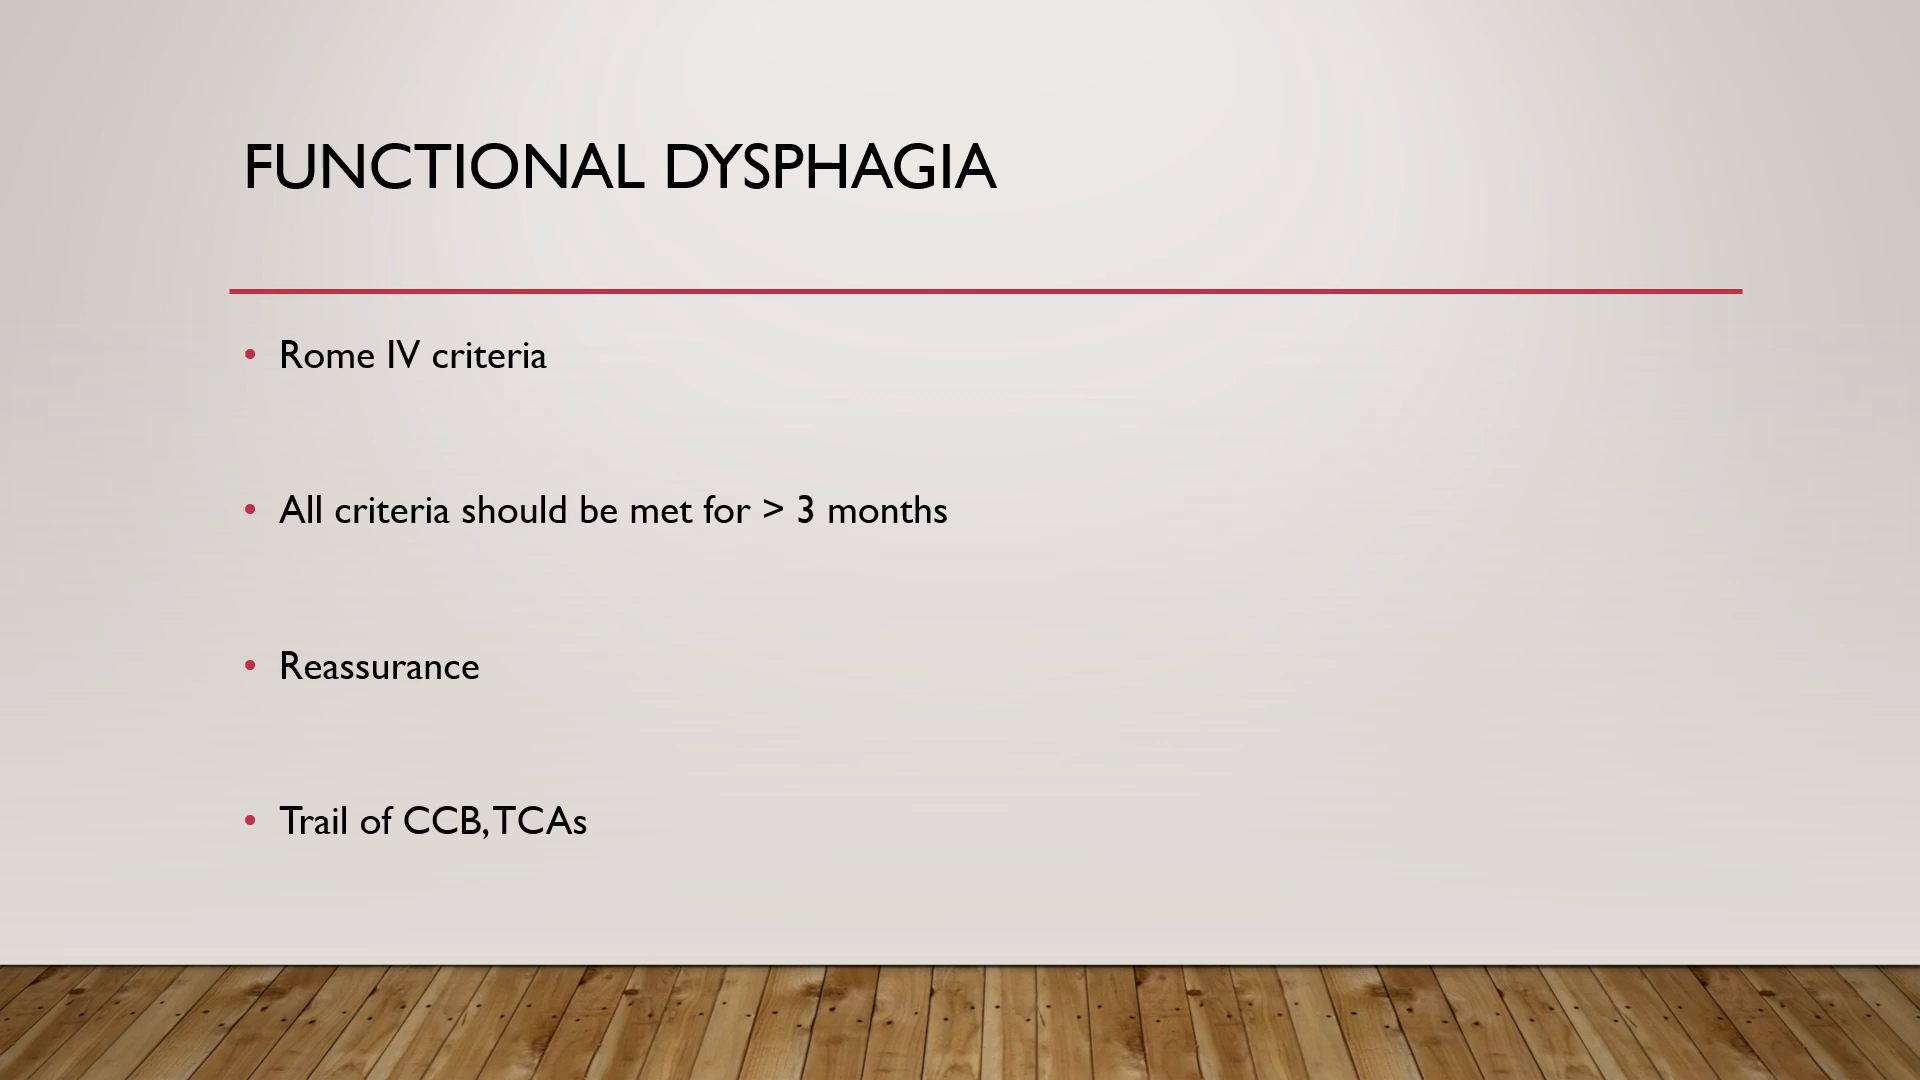 FUNCTIONAL DYSPHAGIA
• Rome IV criteria
• All criteria should be met for > 3 months
• Reassurance
• Trail of CCB, TCAs